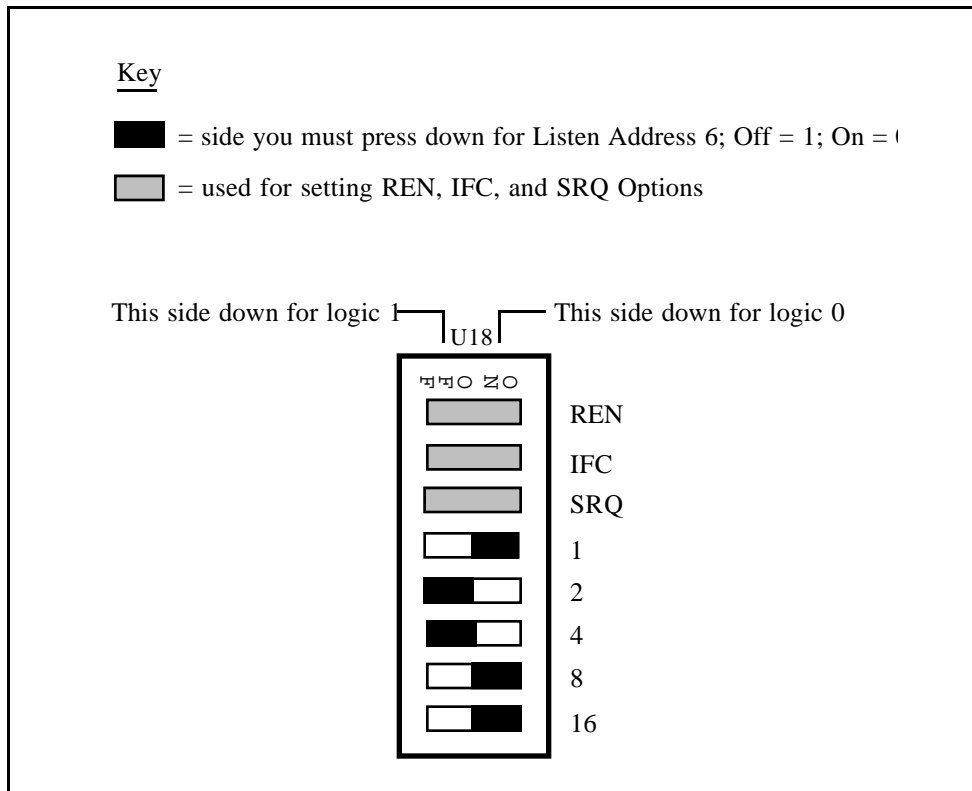 Key
= side you must press down for Listen Address 6; Off = 1; On =
= used for setting REN, IFC, and SRQ Options
This side down for logic 1
This side down for logic 0
U18
OFF ON
REN
IFC
SRQ
1
2
4
8
16